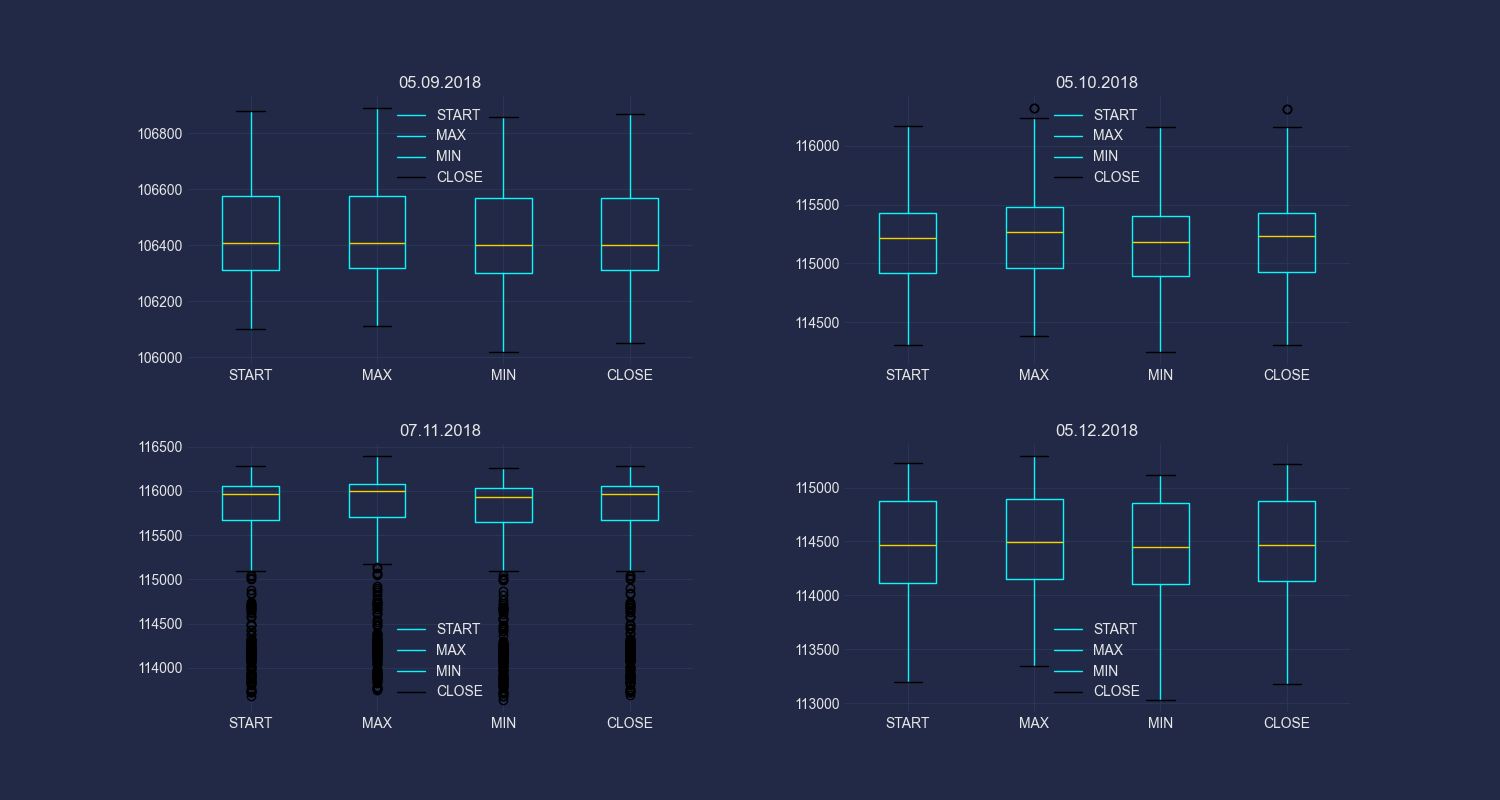 05.09.2018
106800
106600
106400
106200
106000
START
MAX
MIN
CLOSE
START MAX MIN CLOSE
05.10.2018
116000
115500
115000
114500
START
MAX
MIN
CLOSE
START MAX MIN CLOSE
07.11.2018
116500
116000
115500
115000
114500
114000
START
MAX
MIN
CLOSE
START MAX MIN CLOSE
05.12.2018
115000
114500
114000
113500
113000
START
MAX
MIN
CLOSE
START MAX MIN CLOSE